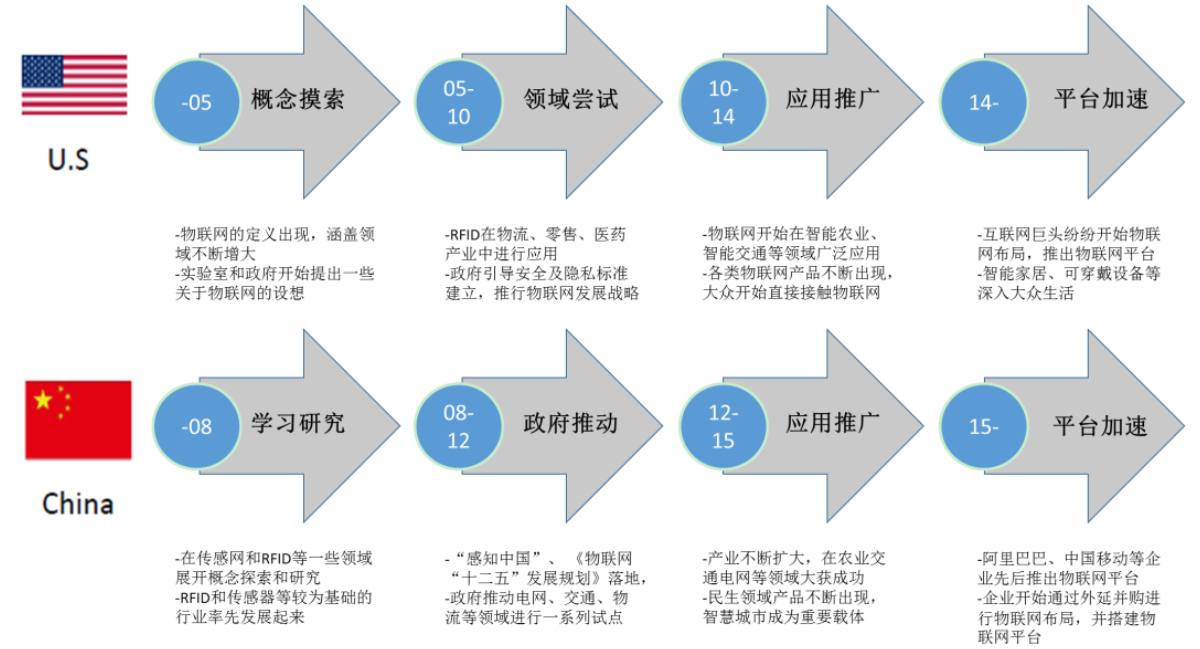 -05
概念摸索
05-
10
领域尝试
10-
14
应用推广
14-
平台加速
U.S
-物联网的定义出现，涵盖领
域不断增大
-实验室和政府开始提出一些
关于物联网的设想
-RFID在物流、零售、医药
产业中进行应用
-政府引导安全及隐私标准
建立，推行物联网发展战略
-物联网开始在智能农业、
智能交通等领域广泛应用
-各类物联网产品不断出现，
大众开始直接接触物联网
-互联网巨头纷纷开始物联
网布局，推出物联网平台
-智能家居、可穿戴设备等
深入大众生活
-08
学习研究
08-
12
政府推动
12-
15
应用推广
15-
平台加速
China
-在传感网和RFID等一些领域
展开概念探索和研究
-RFID和传感器等较为基础的
行业率先发展起来
-“感知中国”、《物联网
“十二五”发展规划》落地，
-政府推动电网、交通、物
流等领域进行一系列试点
-产业不断扩大，在农业交
通电网等领域大获成功
-民生领域产品不断出现，
智慧城市成为重要载体
-阿里巴巴、中国移动等企
业先后推出物联网平台
-企业开始通过外延并购进
行物联网布局，并搭建物
联网平台